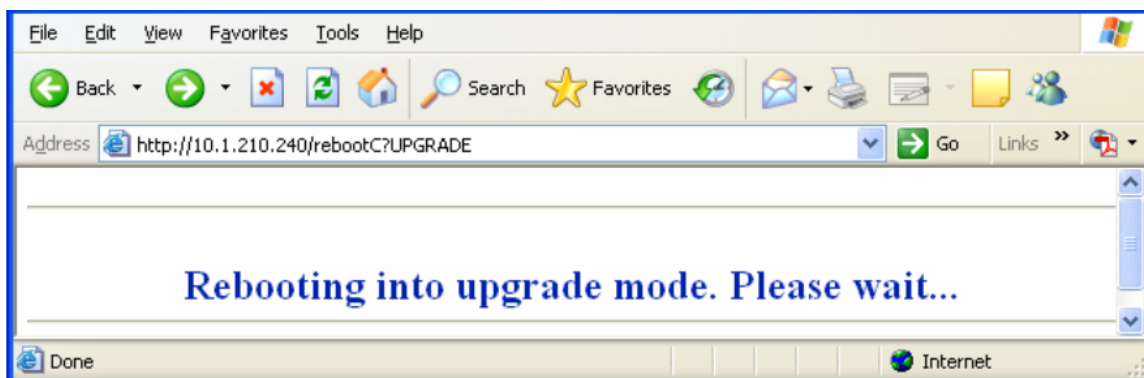 File Edit View Favorites Tools Help
Back Search Favorites
Address http://10.1.210.240/rebootC?UPGRADE Go Links »
Rebooting into upgrade mode. Please wait...
Done Internet